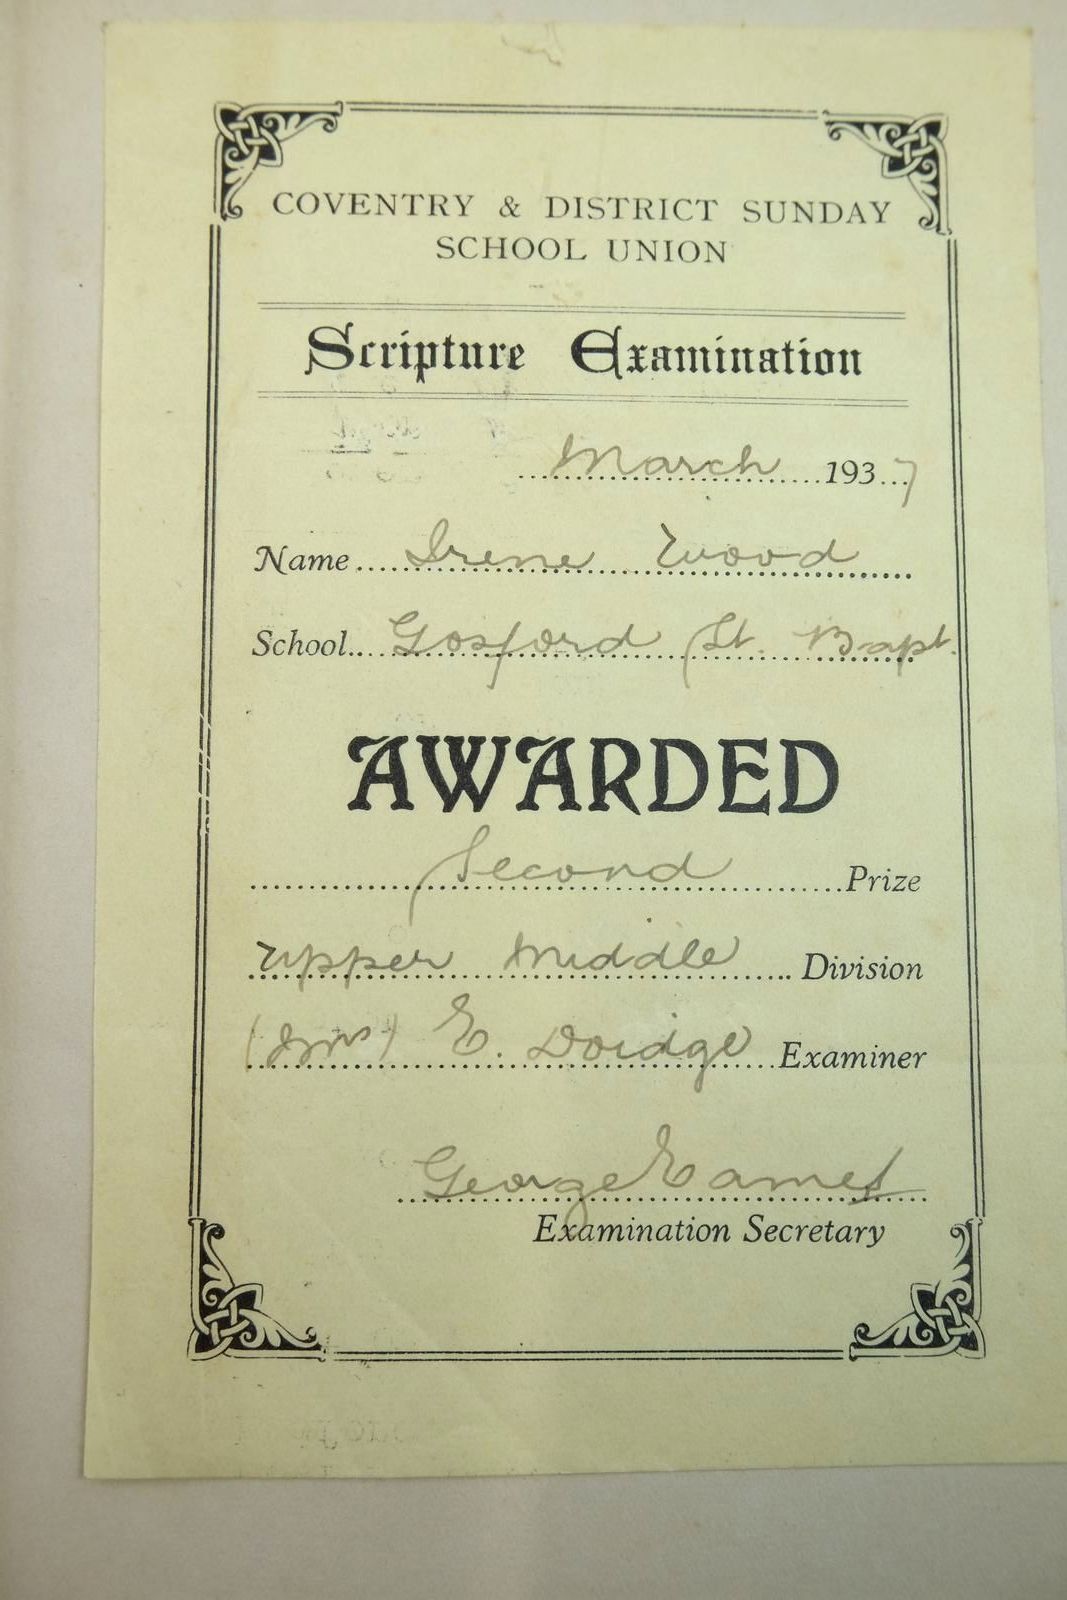 COVENTRY & DISTRICT SUNDAY
SCHOOL UNION
Scripture Examination
March 1937
Name Irene Wood
School Gosford St. Bapt.
AWARDED
Second Prize
Upper Middle Division
(Mrs) E. Doidge Examiner
George Eames
Examination Secretary